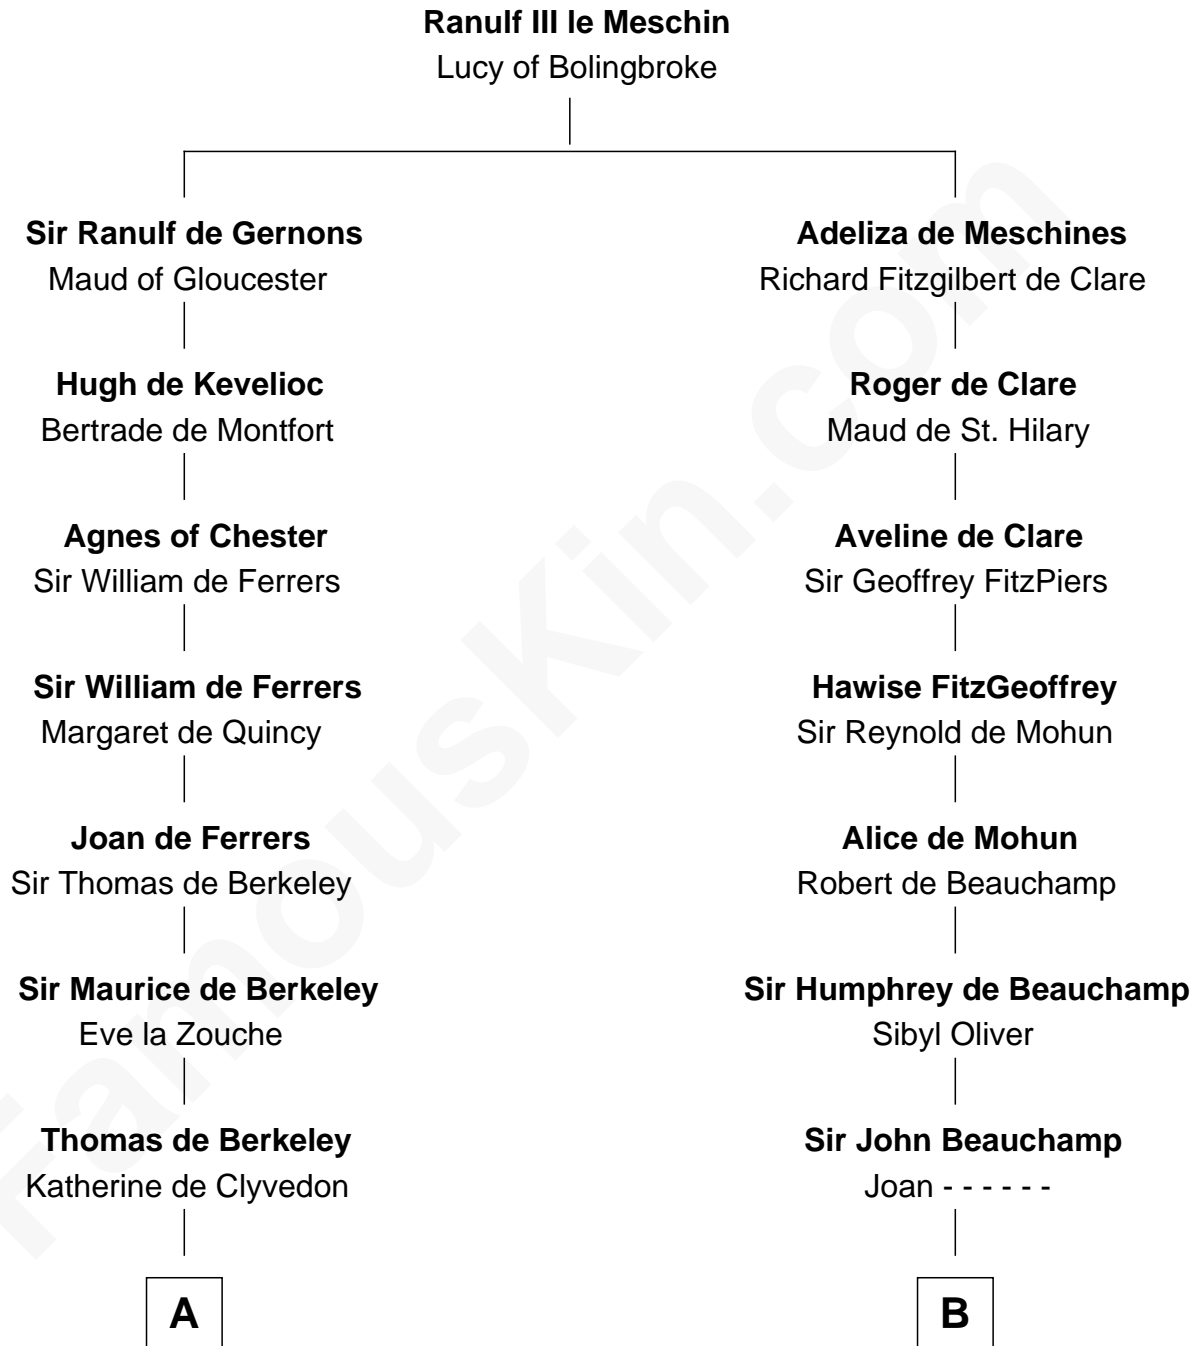 Ranulf III le Meschin
Lucy of Bolingbroke
Sir Ranulf de Gernons
Maud of Gloucester
Adeliza de Meschines
Richard Fitzgilbert de Clare
Hugh de Kevelioc
Bertrade de Montfort
Roger de Clare
Maud de St. Hilary
Agnes of Chester
Sir William de Ferrers
Aveline de Clare
Sir Geoffrey FitzPiers
Sir William de Ferrers
Margaret de Quincy
Hawise FitzGeoffrey
Sir Reynold de Mohun
Joan de Ferrers
Sir Thomas de Berkeley
Alice de Mohun
Robert de Beauchamp
Sir Maurice de Berkeley
Eve la Zouche
Sir Humphrey de Beauchamp
Sibyl Oliver
Thomas de Berkeley
Katherine de Clyvedon
Sir John Beauchamp
Joan - - - - - -
A
B
FamousKin.com